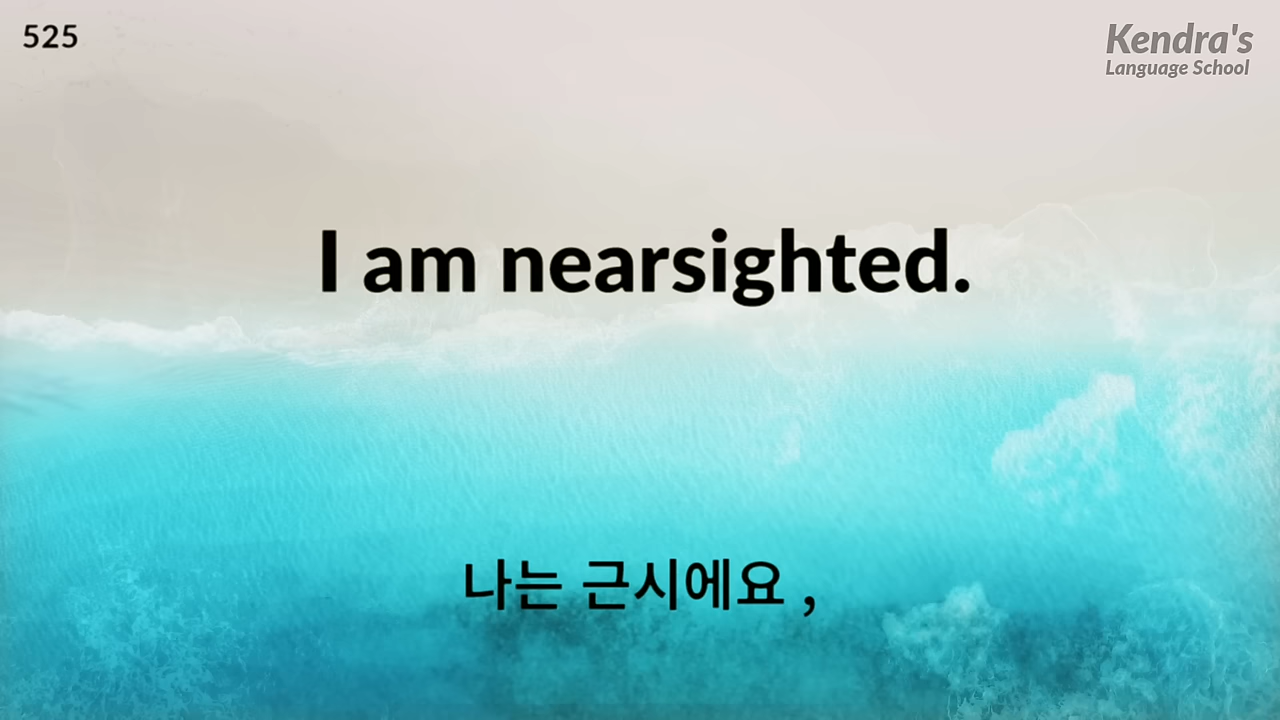 525
Kendra's
Language School
I am nearsighted.
나는 근시에요 ,